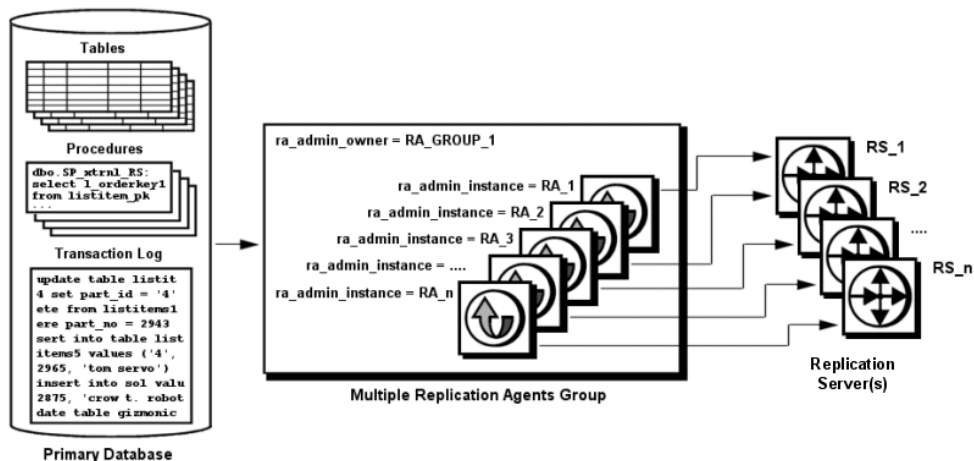 Tables
Procedures
dbo.SP_xtrnl_RS:
select l_orderkey1
from listitem_pk
...
Transaction Log
update table listit
4 set part_id = '4'
ete from listitems1
ere part_no = 2943
sert into table list
items5 values ('4',
2965, 'tom servo')
insert into sol valu
2875, 'crow t. robot
date table gizmonic
Primary Database
ra_admin_owner = RA_GROUP_1
ra_admin_instance = RA_1
ra_admin_instance = RA_2
ra_admin_instance = RA_3
ra_admin_instance = ....
ra_admin_instance = RA_n
Multiple Replication Agents Group
RS_1
RS_2
....
RS_n
Replication
Server(s)